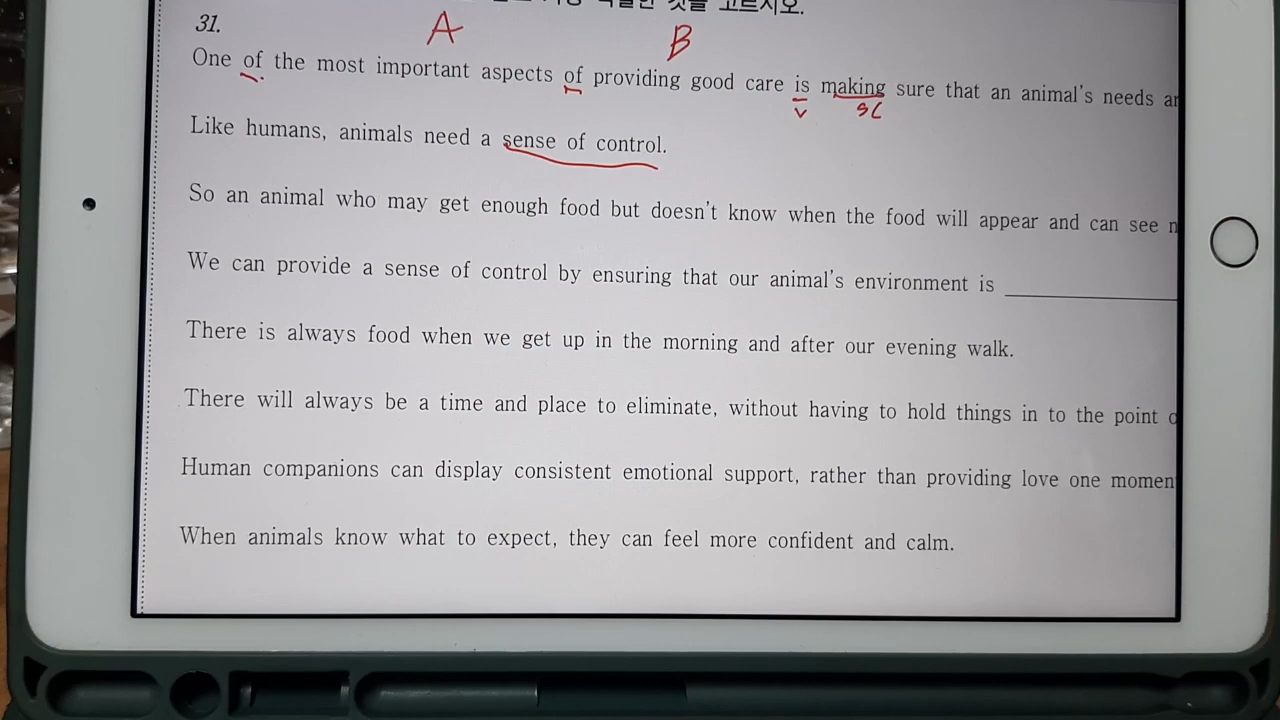 것을 고르시오.
31.
A B
One of the most important aspects of providing good care is making sure that an animal's needs
v SC
Like humans, animals need a sense of control.
So an animal who may get enough food but doesn't know when the food will appear and can see
We can provide a sense of control by ensuring that our animal's environment is
There is always food when we get up in the morning and after our evening walk.
There will always be a time and place to eliminate, without having to hold things in to the point
Human companions can display consistent emotional support, rather than providing love one momen
When animals know what to expect, they can feel more confident and calm.